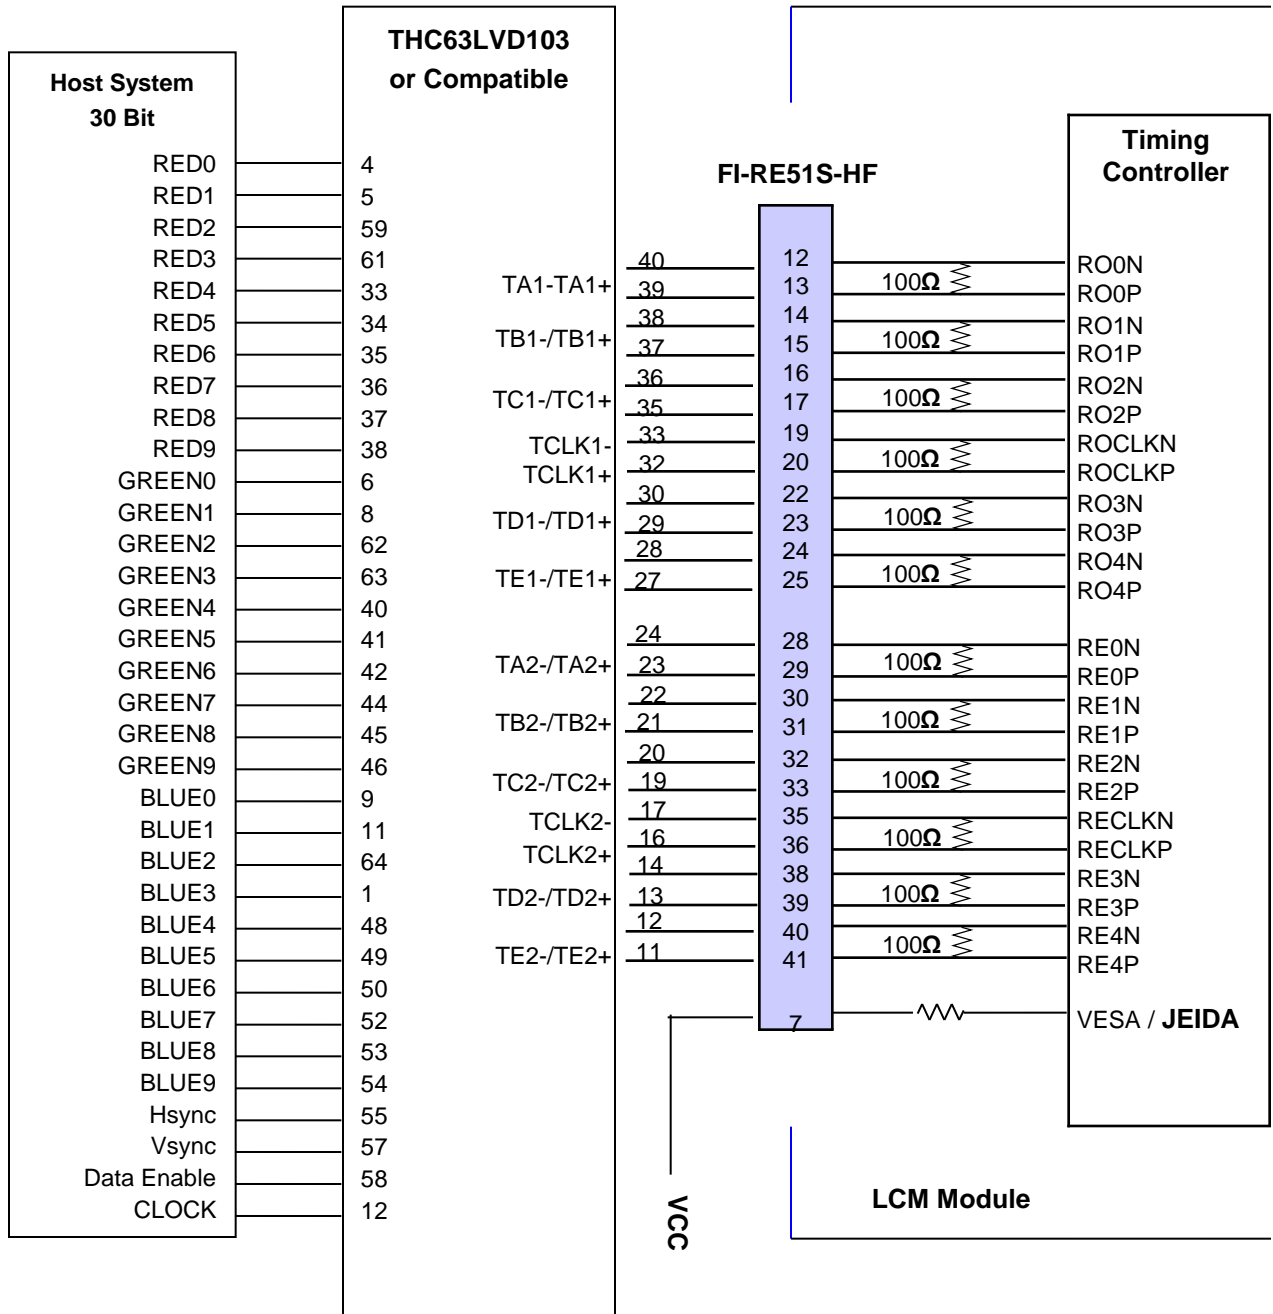 THC63LVD103
or Compatible
Host System
30 Bit
RED0 4
RED1 5
RED2 59
RED3 61
RED4 33
RED5 34
RED6 35
RED7 36
RED8 37
RED9 38
GREEN0 6
GREEN1 8
GREEN2 62
GREEN3 63
GREEN4 40
GREEN5 41
GREEN6 42
GREEN7 44
GREEN8 45
GREEN9 46
BLUE0 9
BLUE1 11
BLUE2 64
BLUE3 1
BLUE4 48
BLUE5 49
BLUE6 50
BLUE7 52
BLUE8 53
BLUE9 54
Hsync 55
Vsync 57
Data Enable 58
CLOCK 12
TA1-TA1+
TB1-/TB1+
TC1-/TC1+
TCLK1-
TCLK1+
TD1-/TD1+
TE1-/TE1+
TA2-/TA2+
TB2-/TB2+
TC2-/TC2+
TCLK2-
TCLK2+
TD2-/TD2+
TE2-/TE2+
40
39
38
37
36
35
33
32
30
29
28
27
24
23
22
21
20
19
17
16
14
13
12
11
VCC
FI-RE51S-HF
12
13
14
15
16
17
19
20
22
23
24
25
28
29
30
31
32
33
35
36
38
39
40
41
7
100Ω
100Ω
100Ω
100Ω
100Ω
100Ω
100Ω
100Ω
100Ω
100Ω
100Ω
100Ω
Timing
Controller
RO0N
RO0P
RO1N
RO1P
RO2N
RO2P
ROCLKN
ROCLKP
RO3N
RO3P
RO4N
RO4P
RE0N
RE0P
RE1N
RE1P
RE2N
RE2P
RECLKN
RECLKP
RE3N
RE3P
RE4N
RE4P
VESA / JEIDA
LCM Module